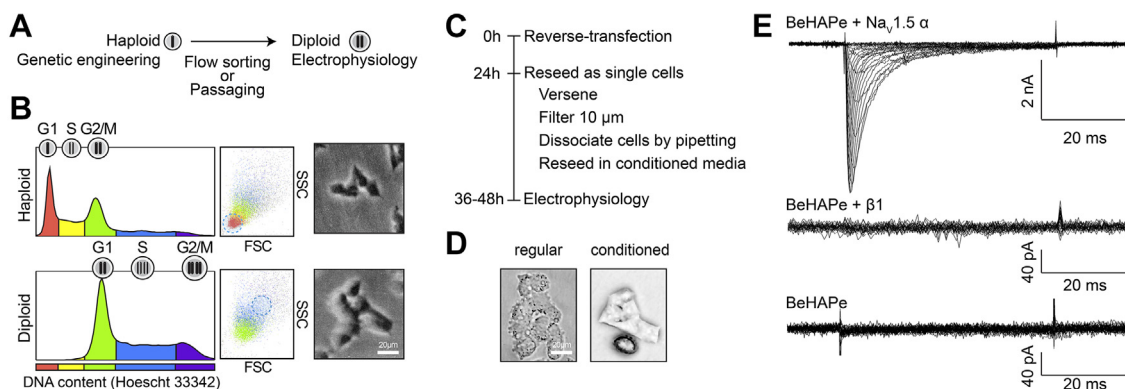 A
Haploid
Diploid
Genetic engineering
Electrophysiology
Flow sorting
or
Passaging
B
G1 S G2/M
Haploid
FSC
SSC
G1 S G2/M
Diploid
FSC
SSC
20µm
DNA content (Hoescht 33342)
C
0h Reverse-transfection
24h Reseed as single cells
Versene
Filter 10 µm
Dissociate cells by pipetting
Reseed in conditioned media
36-48h Electrophysiology
D
regular conditioned
20µm
E
BeHAPe + Nav1.5 α
2 nA
20 ms
BeHAPe + β1
40 pA
20 ms
BeHAPe
40 pA
20 ms